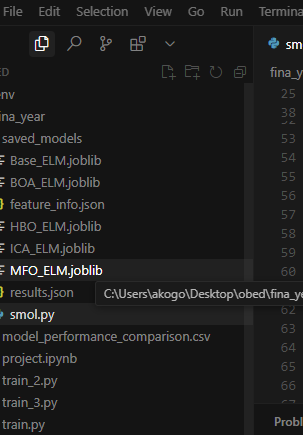 File Edit Selection View Go Run Termina
smol
ED
fina_year
env
ina_year
saved_models
Base_ELM.joblib
BOA_ELM.joblib
feature_info.json
HBO_ELM.joblib
ICA_ELM.joblib
MFO_ELM.joblib
results.json
C:\Users\akogo\Desktop\obed\fina_ye
smol.py
model_performance_comparison.csv
project.ipynb
train_2.py
train_3.py
train.py
25
38
52
53
54
55
56
57
58
59
60
62
63
64
65
66
67
Probl